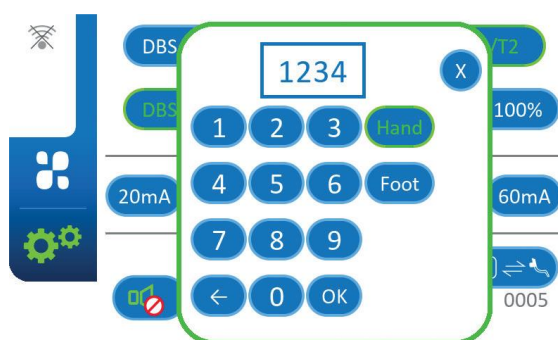 DBS 1234 X /T2
DBS 1 2 3 Hand 100%
20mA 4 5 6 Foot 60mA
7 8 9
← 0 OK
0005